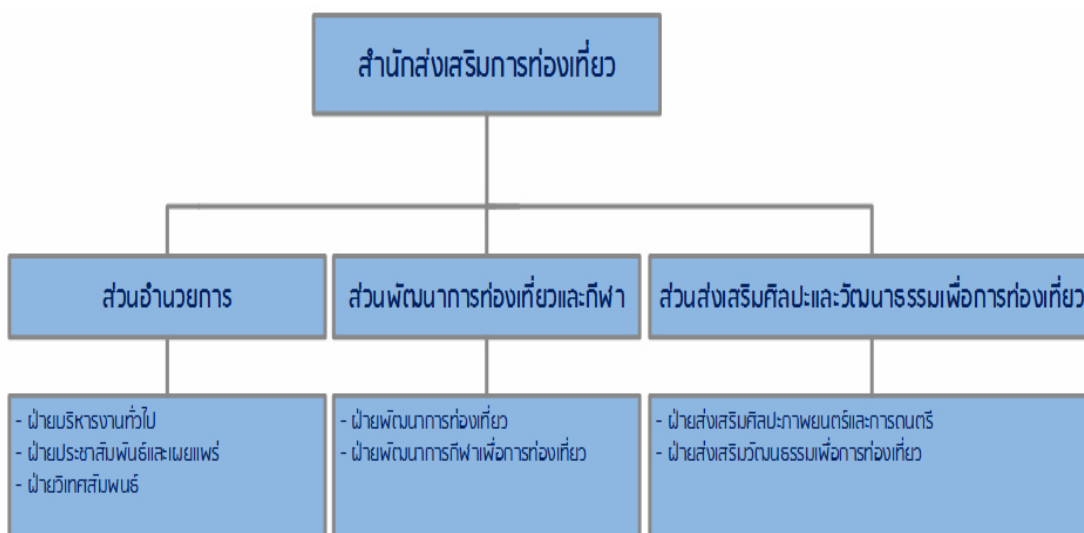 สำนักส่งเสริมการท่องเที่ยว
ส่วนอำนวยการ
ส่วนพัฒนาการท่องเที่ยวและกีฬา
ส่วนส่งเสริมศิลปะและวัฒนาธรรมเพื่อการท่องเที่ยว
- ฝ่ายบริหารงานทั่วไป
- ฝ่ายประชาสัมพันธ์และเผยแพร่
- ฝ่ายวิเทศสัมพนธ์
- ฝ่ายพัฒนาการท่องเที่ยว
- ฝ่ายพัฒนาการกีฬาเพื่อการท่องเที่ยว
- ฝ่ายส่งเสริมศิลปะภาพยนตร์และการดนตรี
- ฝ่ายส่งเสริมวัฒนธรรมเพื่อการท่องเที่ยว